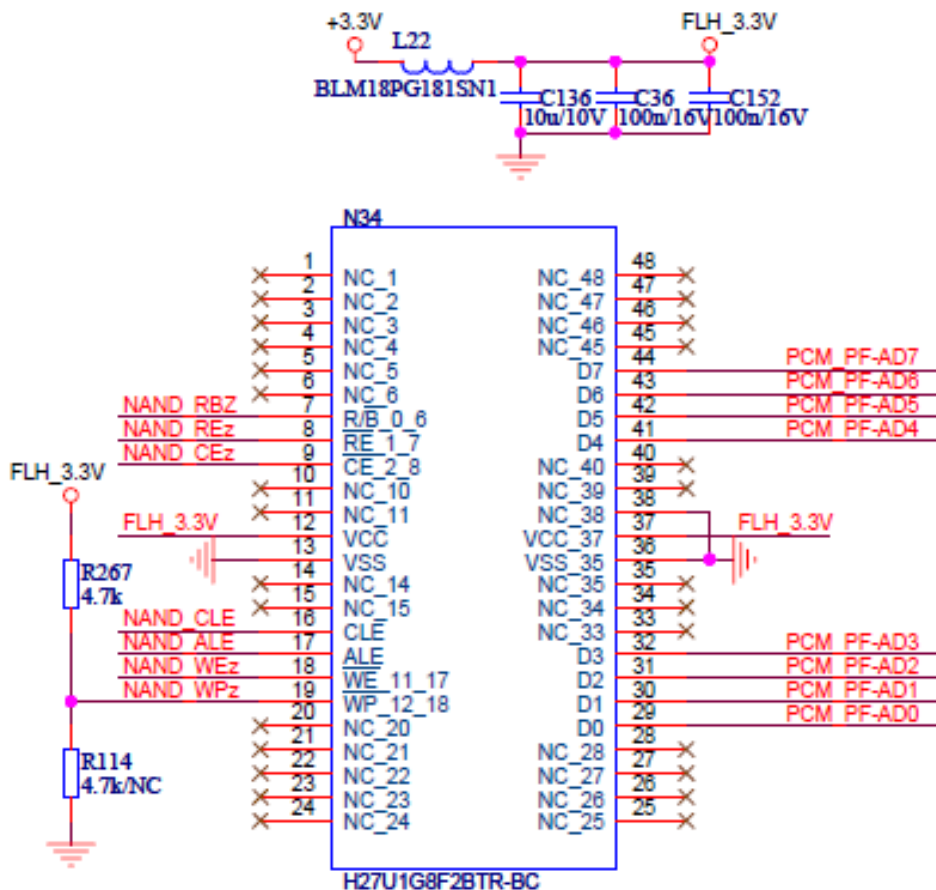 +3.3V
FLH_3.3V
L22
BLM18PG181SN1
C136
10u/10V
C36
100n/16V
C152
100n/16V
N34
1 NC_1 NC_48 48
2 NC_2 NC_47 47
3 NC_3 NC_46 46
4 NC_4 NC_45 45
5 NC_5 D7 44 PCM_PF-AD7
6 NC_6 D6 43 PCM_PF-AD6
NAND_RBZ 7 R/B_0_6 D5 42 PCM_PF-AD5
NAND_REz 8 RE_1_7 D4 41 PCM_PF-AD4
NAND_CEz 9 CE_2_8 NC_40 40
FLH_3.3V
10 NC_10 NC_39 39
11 NC_11 NC_38 38
FLH_3.3V 12 VCC VCC_37 37 FLH_3.3V
13 VSS VSS_35 36
14 NC_14 NC_35 35
15 NC_15 NC_34 34
R267
4.7k
NAND_CLE 16 CLE NC_33 33
NAND_ALE 17 ALE D3 32 PCM_PF-AD3
NAND_WEz 18 WE_11_17 D2 31 PCM_PF-AD2
NAND_WPz 19 WP_12_18 D1 30 PCM_PF-AD1
20 NC_20 D0 29 PCM_PF-AD0
21 NC_21 NC_28 28
22 NC_22 NC_27 27
23 NC_23 NC_26 26
24 NC_24 NC_25 25
R114
4.7k/NC
H27U1G8F2BTR-BC